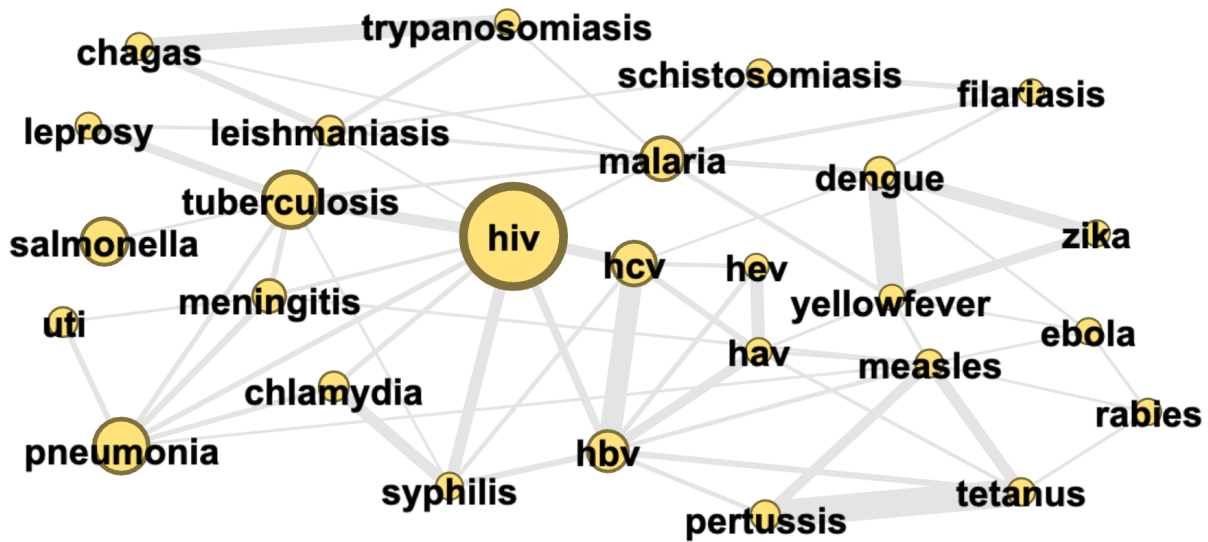 trypanosomiasis
chagas
schistosomiasis
filariasis
leprosy
leishmaniasis
malaria
dengue
tuberculosis
salmonella
hiv
zika
hcv
hev
meningitis
yellowfever
uti
ebola
hav
measles
chlamydia
rabies
pneumonia
hbv
syphilis
tetanus
pertussis